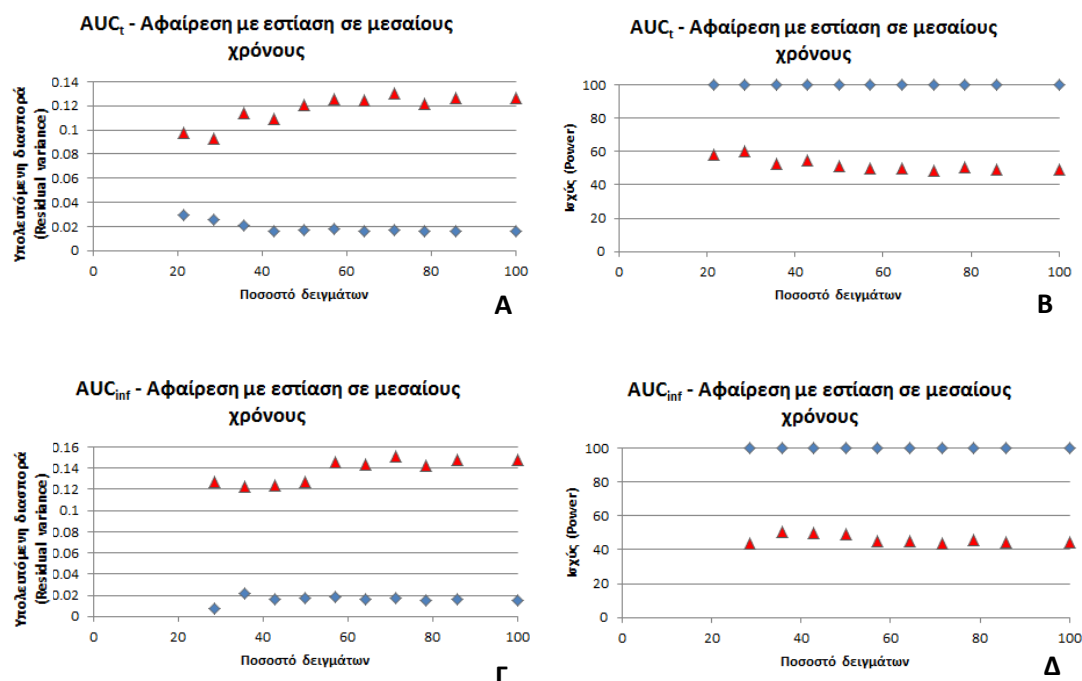 AUCt - Αφαίρεση με εστίαση σε μεσαίους
χρόνους
Υπολευτόμενη διασπορά
(Residual variance)
0.14
0.12
0.1
0.08
0.06
0.04
0.02
0
0 20 40 60 80 100
Ποσοστό δειγμάτων
Α
AUCt - Αφαίρεση με εστίαση σε μεσαίους
χρόνους
Ισχύς (Power)
100
80
60
40
20
0
0 20 40 60 80 100
Ποσοστό δειγμάτων
Β
AUCinf - Αφαίρεση με εστίαση σε μεσαίους
χρόνους
Υπολευτόμενη διασπορά
(Residual variance)
0.16
0.14
0.12
0.1
0.08
0.06
0.04
0.02
0
0 20 40 60 80 100
Ποσοστό δειγμάτων
Γ
AUCinf - Αφαίρεση με εστίαση σε μεσαίους
χρόνους
Ισχύς (Power)
100
80
60
40
20
0
0 20 40 60 80 100
Ποσοστό δειγμάτων
Δ